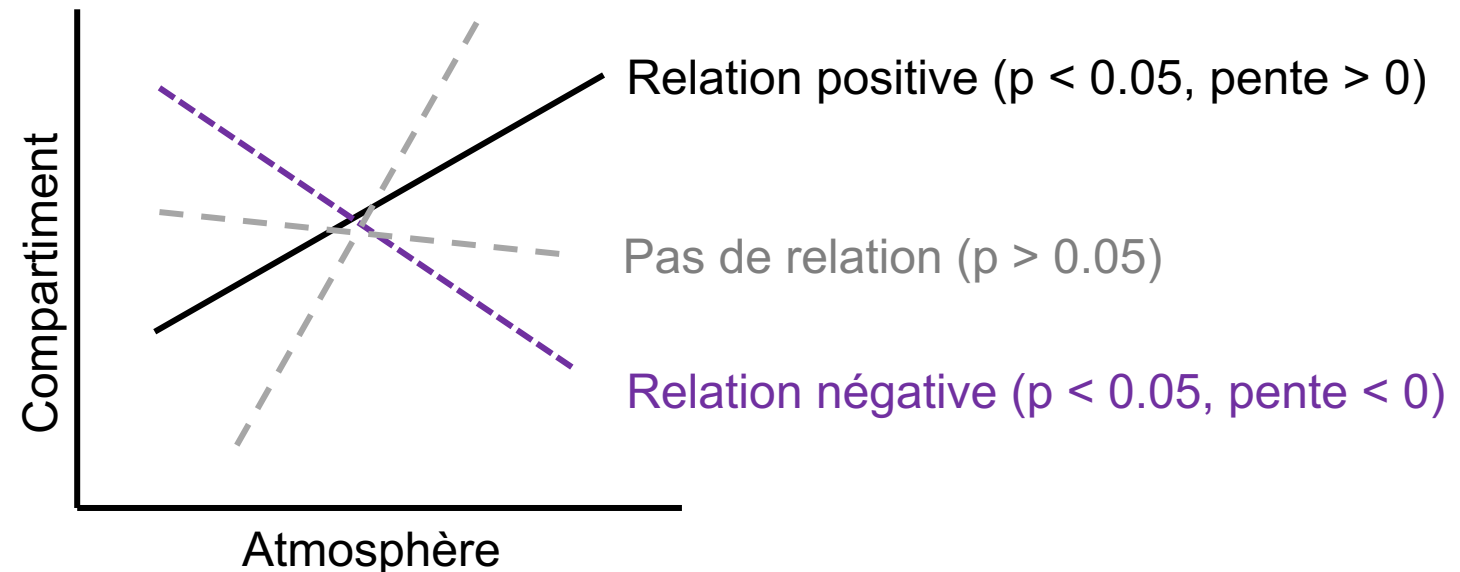 Relation positive (p < 0.05, pente > 0)
Compartiment
Pas de relation (p > 0.05)
Relation négative (p < 0.05, pente < 0)
Atmosphère